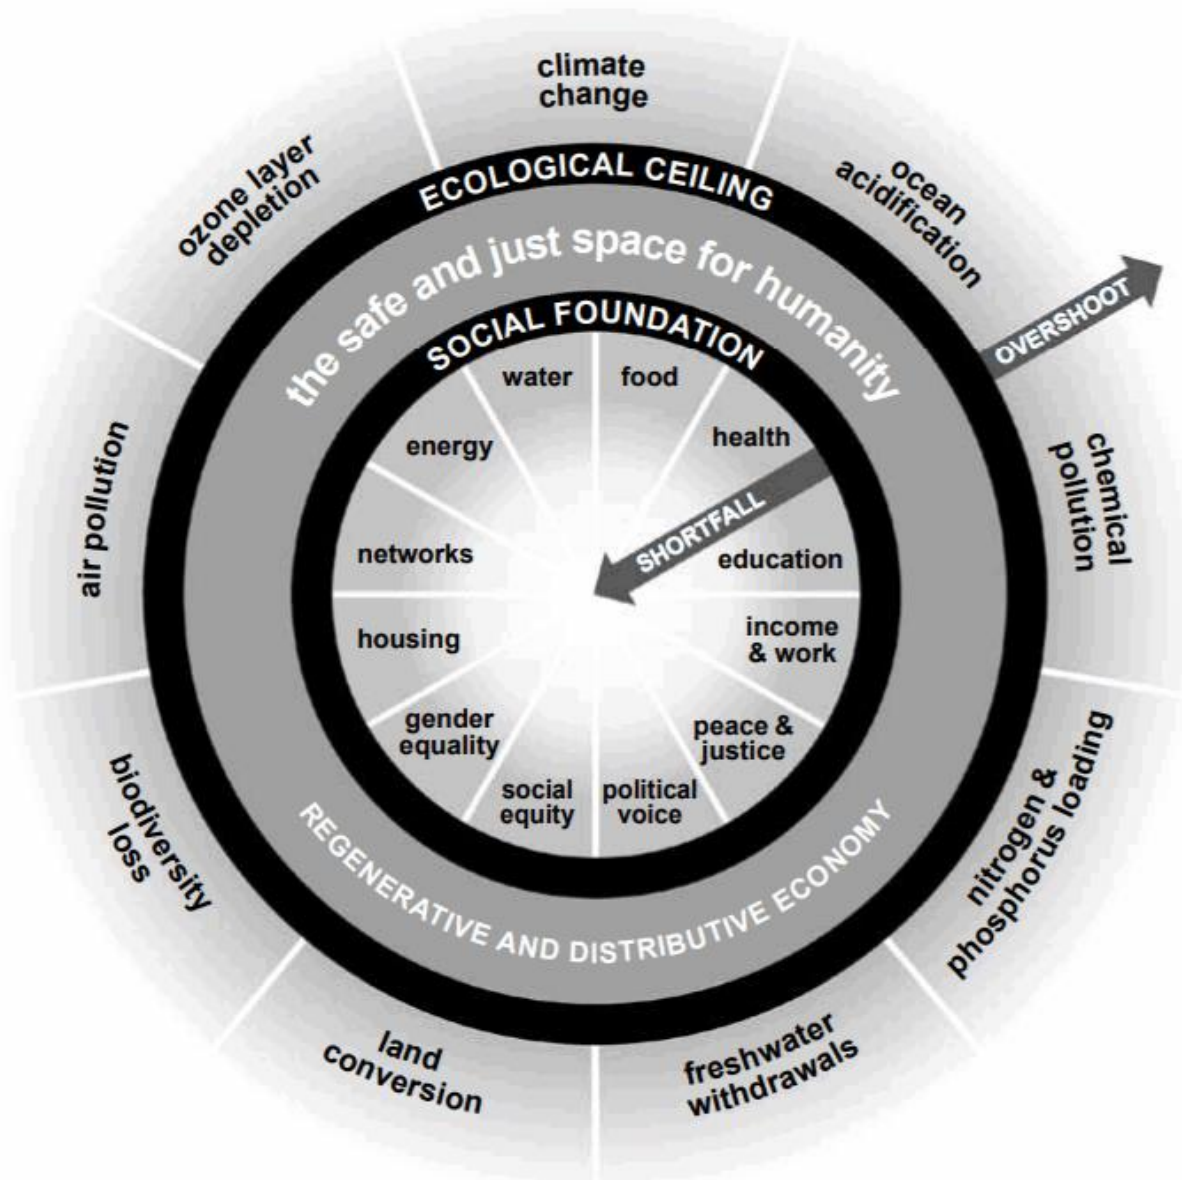 climate
change
ocean
acidification
OVERSHOOT
chemical
pollution
nitrogen &
phosphorus loading
freshwater
withdrawals
land
conversion
biodiversity
loss
air pollution
ozone layer
depletion
ECOLOGICAL CEILING
the safe and just space for humanity
SOCIAL FOUNDATION
water
food
health
SHORTFALL
education
income
& work
peace &
justice
political
voice
social
equity
gender
equality
housing
networks
energy
REGENERATIVE AND DISTRIBUTIVE ECONOMY